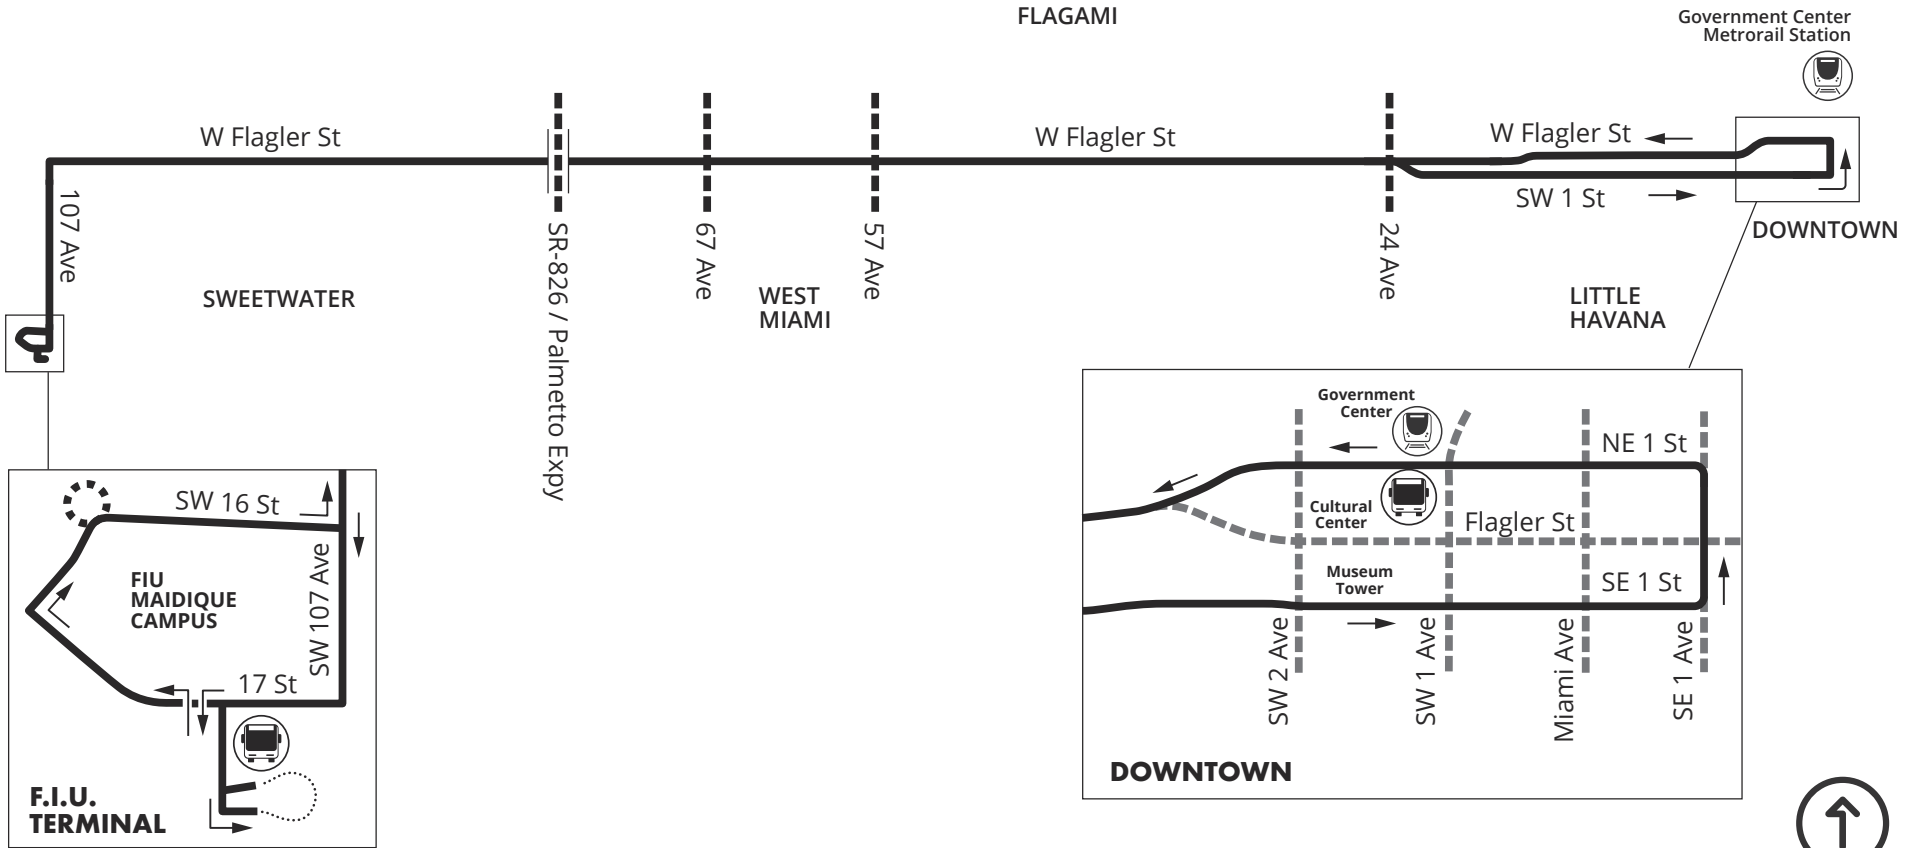 FLAGAMI
Government Center
Metrorail Station
W Flagler St
W Flagler St
W Flagler St
SW 1 St
107 Ave
SR-826 / Palmetto Expy
67 Ave
57 Ave
24 Ave
DOWNTOWN
SWEETWATER
WEST
MIAMI
LITTLE
HAVANA
SW 16 St
FIU
MAIDIQUE
CAMPUS
SW 107 Ave
17 St
F.I.U.
TERMINAL
Government
Center
NE 1 St
Cultural
Center
Flagler St
Museum
Tower
SE 1 St
SW 2 Ave
SW 1 Ave
Miami Ave
SE 1 Ave
DOWNTOWN